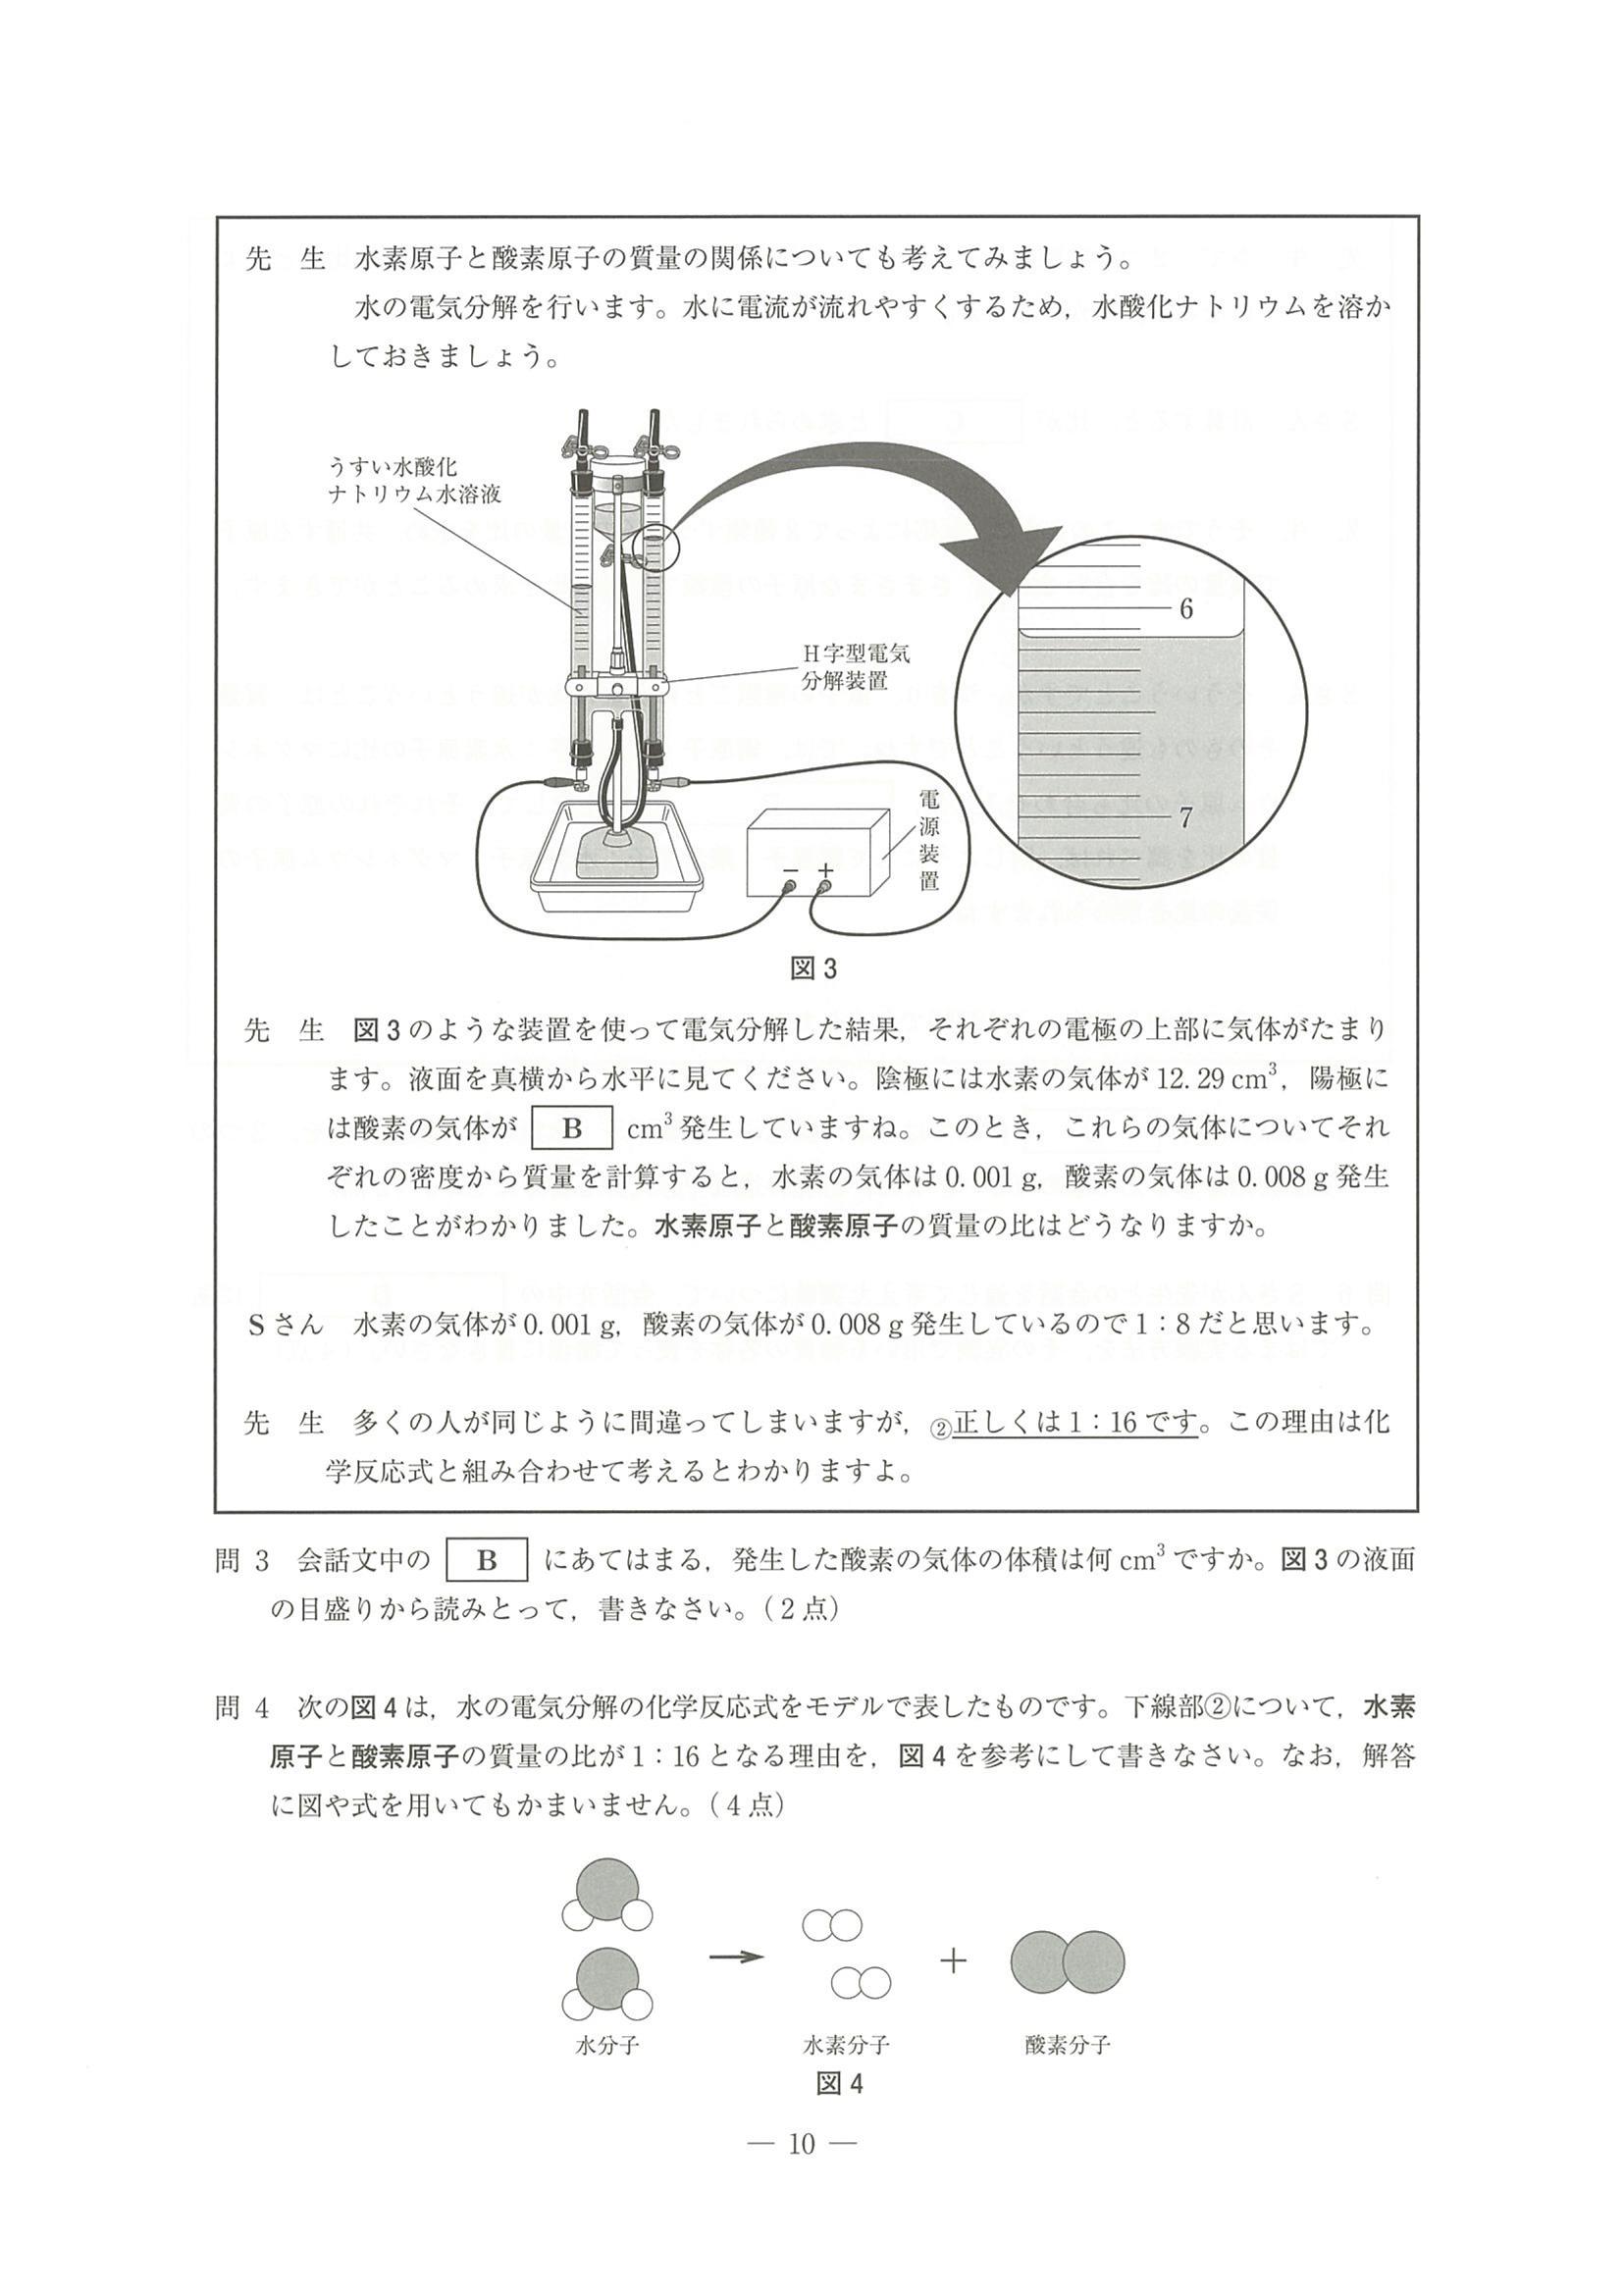 先　生　水素原子と酸素原子の質量の関係についても考えてみましょう。
水の電気分解を行います。水に電流が流れやすくするため，水酸化ナトリウムを溶か
しておきましょう。
うすい水酸化
ナトリウム水溶液
H字型電気
分解装置
電源装置
－　＋
6
7
図3
先　生　図3のような装置を使って電気分解した結果，それぞれの電極の上部に気体がたまり
ます。液面を真横から水平に見てください。陰極には水素の気体が12.29 cm³，陽極に
は酸素の気体が　B　cm³発生していますね。このとき，これらの気体についてそれ
ぞれの密度から質量を計算すると，水素の気体は0.001 g，酸素の気体は0.008 g発生
したことがわかりました。水素原子と酸素原子の質量の比はどうなりますか。
Sさん　水素の気体が0.001 g，酸素の気体が0.008 g発生しているので1：8だと思います。
先　生　多くの人が同じように間違ってしまいますが，②正しくは1：16です。この理由は化
学反応式と組み合わせて考えるとわかりますよ。
問3　会話文中の　B　にあてはまる，発生した酸素の気体の体積は何cm³ですか。図3の液面
の目盛りから読みとって，書きなさい。（2点）
問4　次の図4は，水の電気分解の化学反応式をモデルで表したものです。下線部②について，水素
原子と酸素原子の質量の比が1：16となる理由を，図4を参考にして書きなさい。なお，解答
に図や式を用いてもかまいません。（4点）
→　＋
水分子　水素分子　酸素分子
図4
― 10 ―